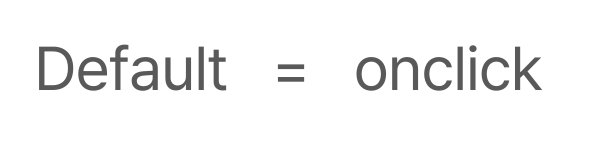 Default = onclick